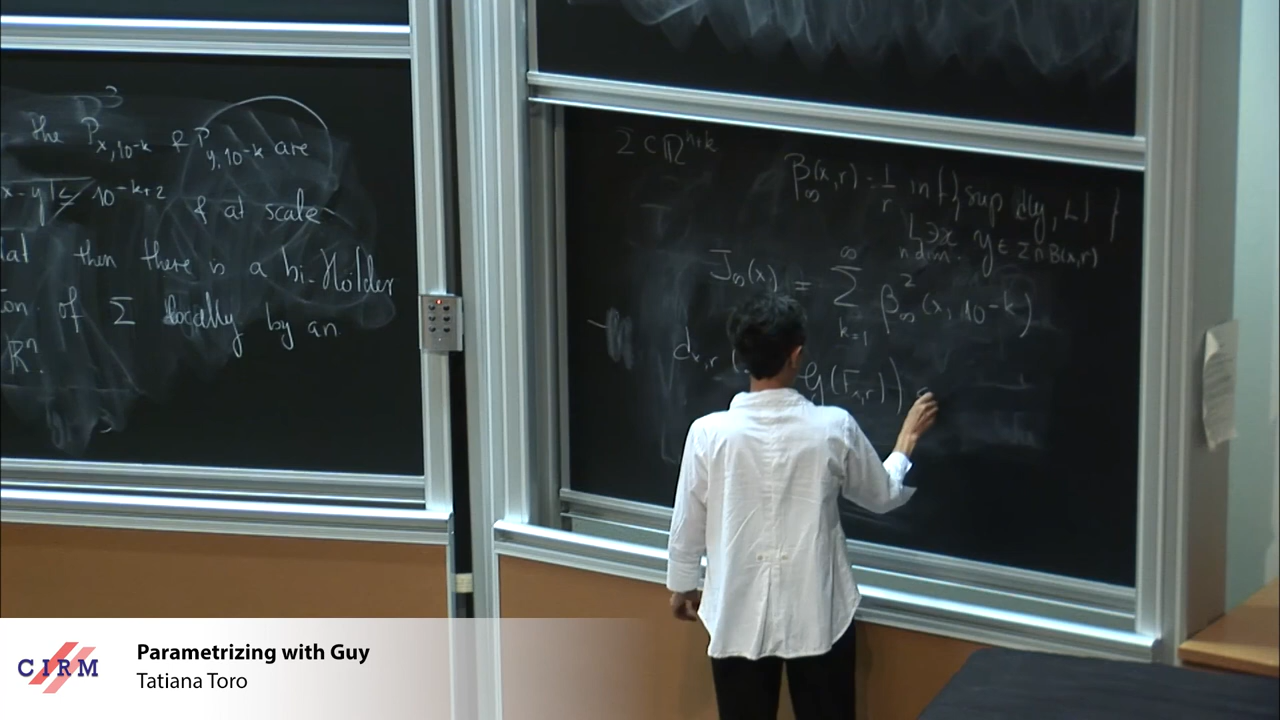 the P_{x,10^{-k}} & P_{y,10^{-k}} are
x-y| ≤ 10^{-k+2} & at scale
then there is a bi-Hölder
of Σ locally by an
Σ ⊂ ℝ^{n+k}
β_∞(x,r) = 1/r inf { sup d(y, L) }
L∋x y ∈ Σ∩B(x,r)
n dim.
J_∞(x) = Σ_{k=1}^{∞} β_∞^2 (x, 10^{-k})
d_{x,r} (
CIRM
Parametrizing with Guy
Tatiana Toro